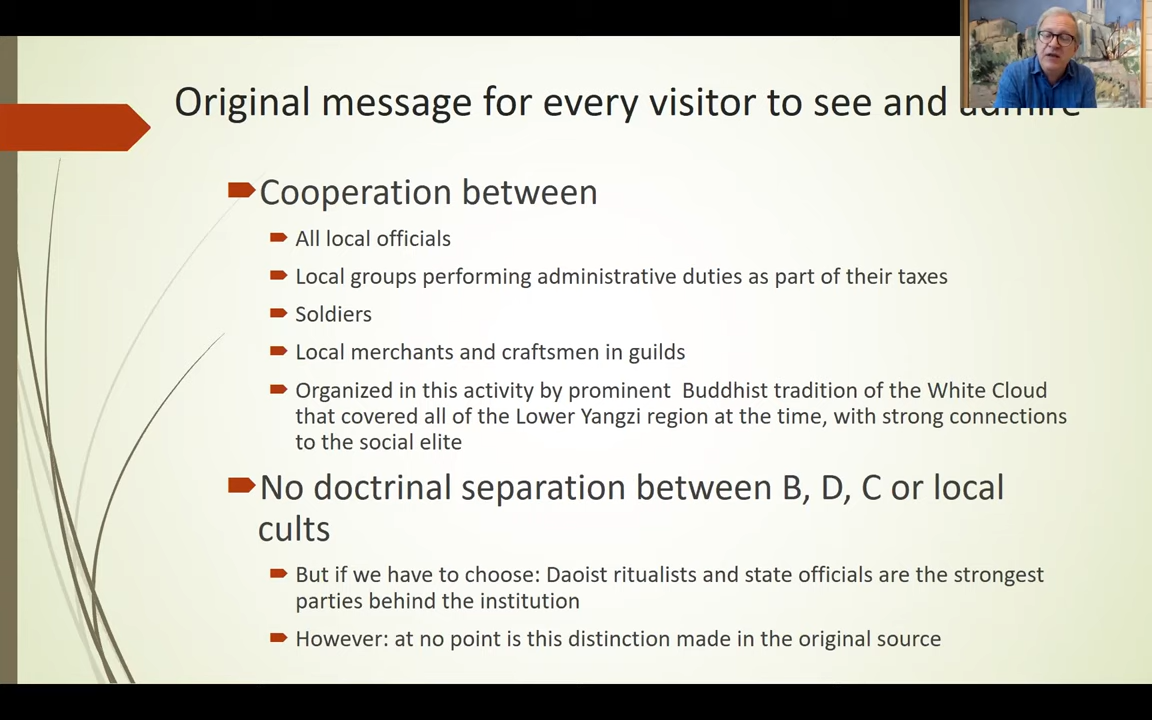 Original message for every visitor to see and admire
Cooperation between
All local officials
Local groups performing administrative duties as part of their taxes
Soldiers
Local merchants and craftsmen in guilds
Organized in this activity by prominent Buddhist tradition of the White Cloud
that covered all of the Lower Yangzi region at the time, with strong connections
to the social elite
No doctrinal separation between B, D, C or local
cults
But if we have to choose: Daoist ritualists and state officials are the strongest
parties behind the institution
However: at no point is this distinction made in the original source